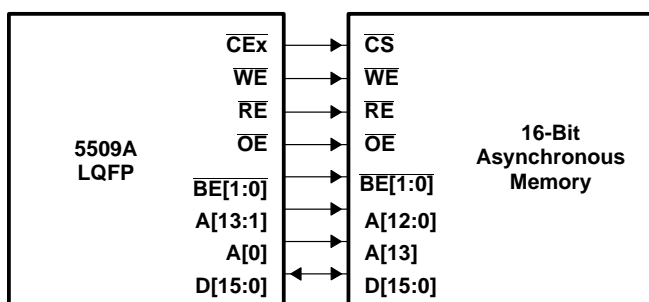 CEx CS
WE WE
RE RE
OE OE
5509A
LQFP
16-Bit
Asynchronous
Memory
BE[1:0] BE[1:0]
A[13:1] A[12:0]
A[0] A[13]
D[15:0] D[15:0]